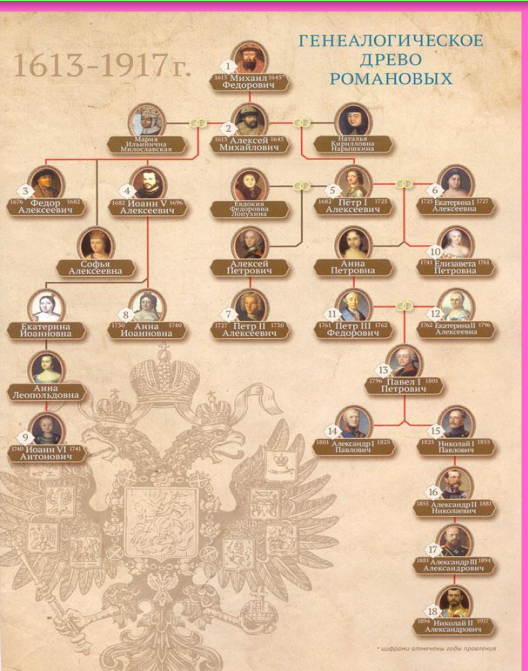 ГЕНЕАЛОГИЧЕСКОЕ
ДРЕВО
РОМАНОВЫХ
1613-1917 г.
1
1613 Михаил 1645*
Федорович
Мария
Ильинична
Милославская
2
1613 Алексей 1645
Михайлович
Наталья
Кирилловна
Нарышкина
3
1676 Федор 1682
Алексеевич
4
1682 Иоанн V 1696
Алексеевич
Евдокия
Федоровна
Лопухина
5
1682 Петр I 1725
Алексеевич
6
1725 Екатерина I 1727
Алексеевна
Софья
Алексеевна
Алексей
Петрович
Анна
Петровна
10
1741 Елизавета 1761
Петровна
Екатерина
Иоанновна
8
1730 Анна 1740
Иоанновна
7
1727 Петр II 1730
Алексеевич
11
1761 Петр III 1762
Федорович
12
1762 Екатерина II 1796
Алексеевна
Анна
Леопольдовна
13
1796 Павел I 1801
Петрович
9
1740 Иоанн VI 1741
Антонович
14
1801 Александр I 1825
Павлович
15
1825 Николай I 1855
Павлович
16
1855 Александр II 1881
Николаевич
17
1881 Александр III 1894
Александрович
18
1894 Николай II 1917
Александрович
* цифрами отмечены годы правления